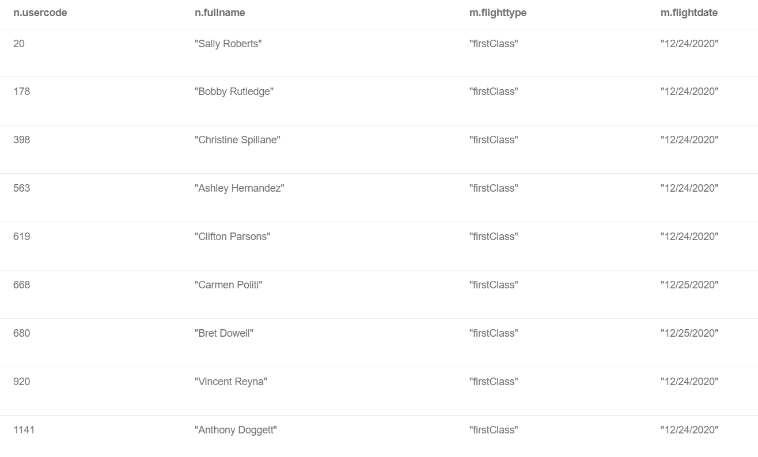 n.usercode n.fullname m.flighttype m.flightdate
20 "Sally Roberts" "firstClass" "12/24/2020"
178 "Bobby Rutledge" "firstClass" "12/24/2020"
398 "Christine Spillane" "firstClass" "12/24/2020"
563 "Ashley Hernandez" "firstClass" "12/24/2020"
619 "Clifton Parsons" "firstClass" "12/24/2020"
668 "Carmen Politi" "firstClass" "12/25/2020"
680 "Bret Dowell" "firstClass" "12/25/2020"
920 "Vincent Reyna" "firstClass" "12/24/2020"
1141 "Anthony Doggett" "firstClass" "12/24/2020"